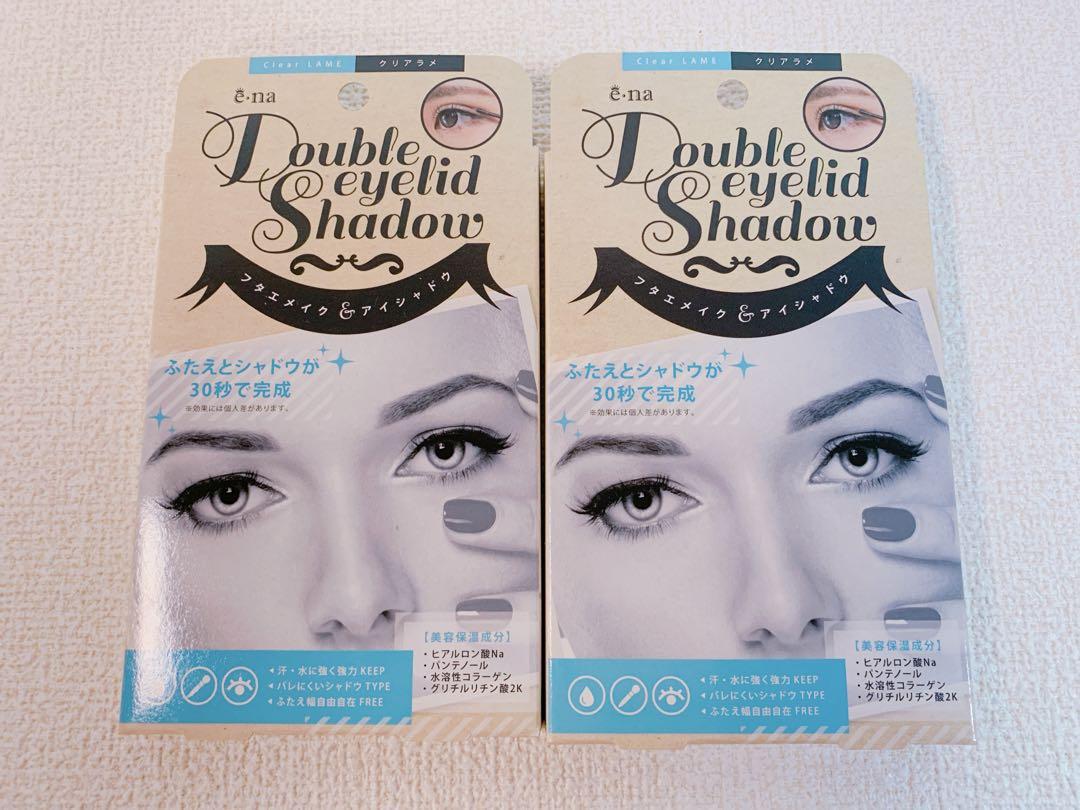 Clear LAME クリアラメ
e・na
Double
eyelid
Shadow
フタエメイク&アイシャドウ
ふたえとシャドウが
30秒で完成
※効果には個人差があります。
【美容保湿成分】
・ヒアルロン酸Na
・パンテノール
・水溶性コラーゲン
・グリチルリチン酸2K
汗・水に強く強力 KEEP
バレにくいシャドウ TYPE
ふたえ幅自由自在 FREE
Clear LAME クリアラメ
e・na
Double
eyelid
Shadow
フタエメイク&アイシャドウ
ふたえとシャドウが
30秒で完成
※効果には個人差があります。
【美容保湿成分】
・ヒアルロン酸Na
・パンテノール
・水溶性コラーゲン
・グリチルリチン酸2K
汗・水に強く強力 KEEP
バレにくいシャドウ TYPE
ふたえ幅自由自在 FREE